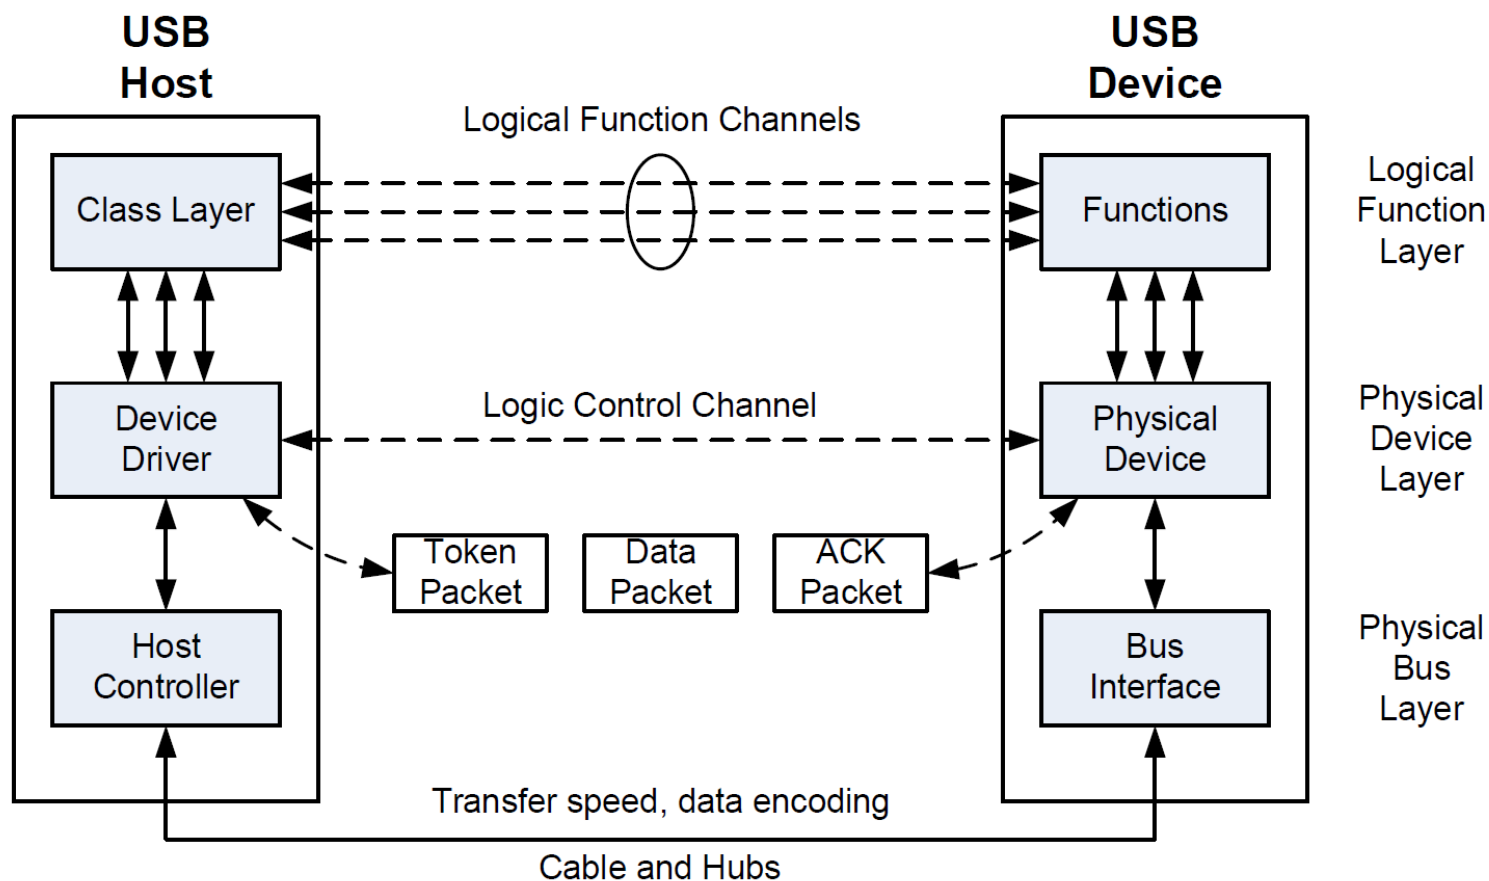 USB
Host
USB
Device
Logical Function Channels
Class Layer
Functions
Logical
Function
Layer
Device
Driver
Logic Control Channel
Physical
Device
Physical
Device
Layer
Token
Packet
Data
Packet
ACK
Packet
Host
Controller
Bus
Interface
Physical
Bus
Layer
Transfer speed, data encoding
Cable and Hubs